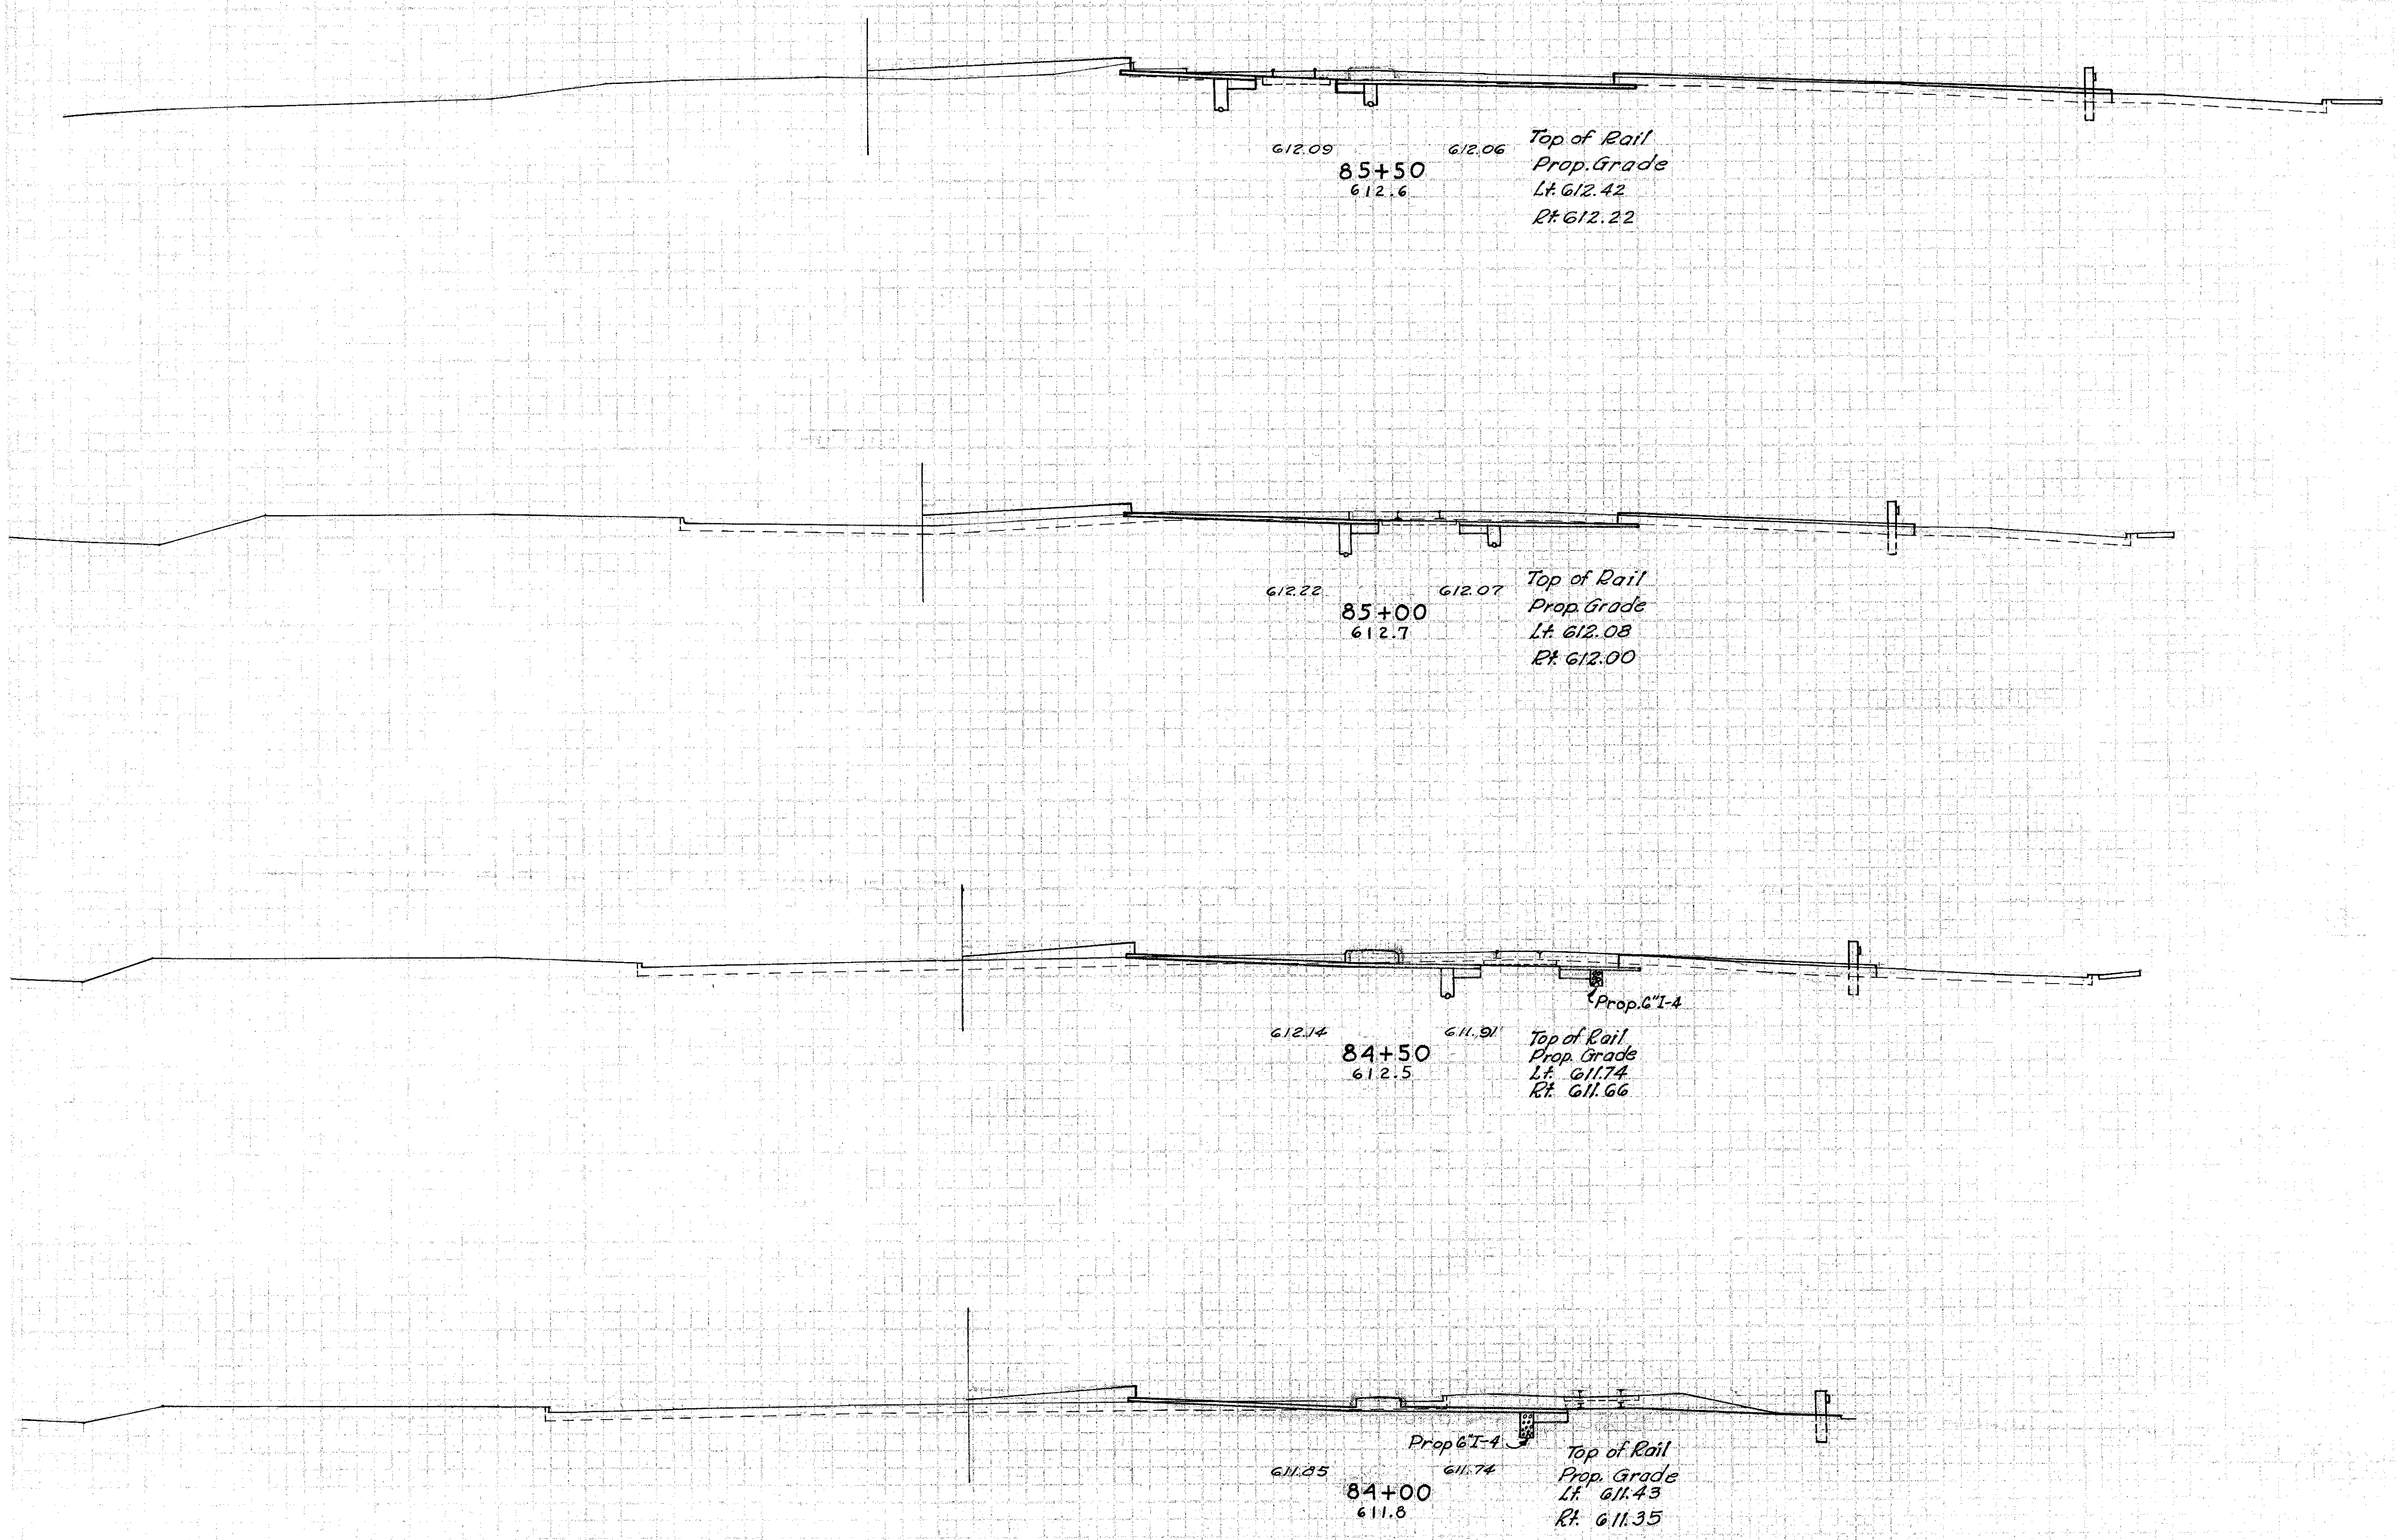 612.09 612.06
85+50
612.6
Top of Rail
Prop. Grade
Lt. 612.42
Rt. 612.22
612.22 612.07
85+00
612.7
Top of Rail
Prop. Grade
Lt. 612.08
Rt. 612.00
Prop. 6" I-4
612.14 611.91
84+50
612.5
Top of Rail
Prop. Grade
Lt. 611.74
Rt. 611.66
Prop 6" I-4
611.85 611.74
84+00
611.8
Top of Rail
Prop. Grade
Lt. 611.43
Rt. 611.35